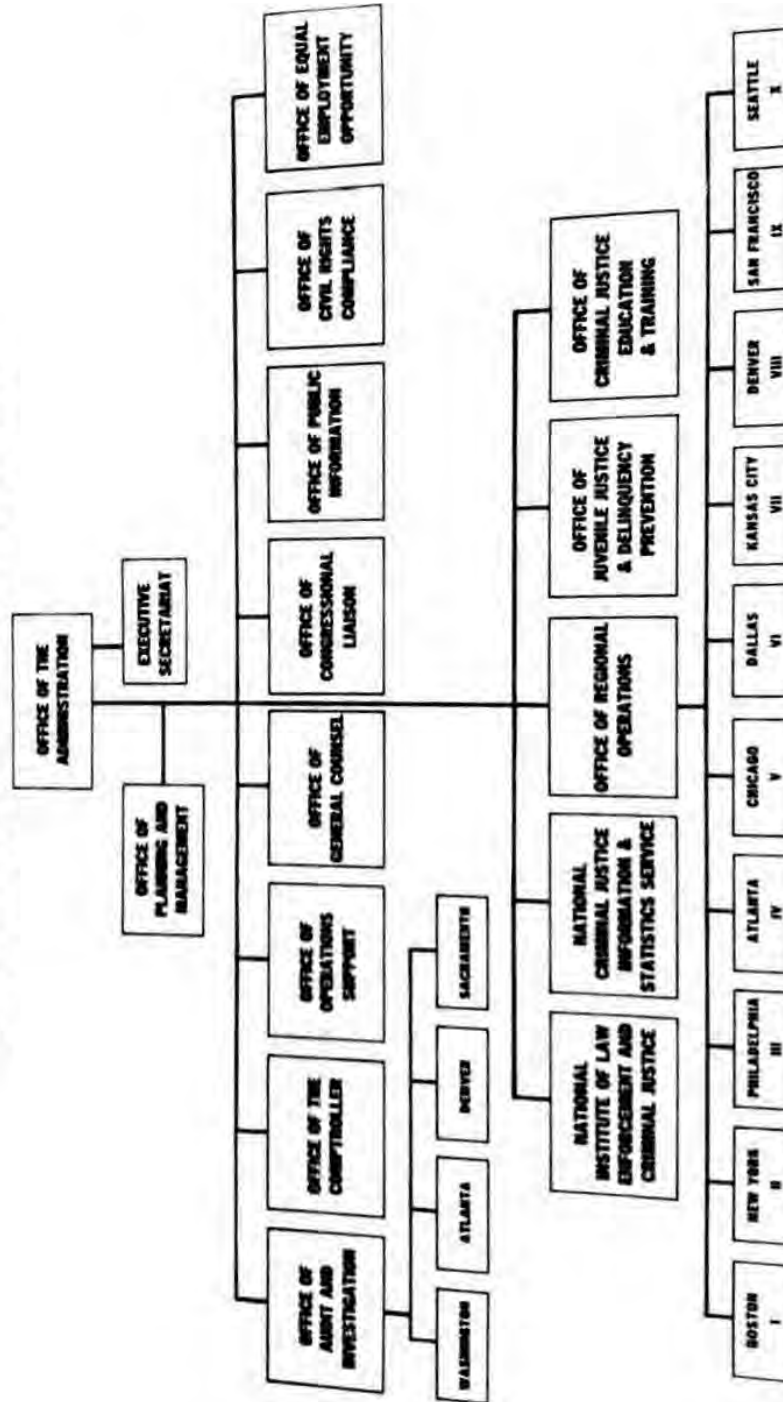 OFFICE OF THE
ADMINISTRATION
EXECUTIVE
SECRETARIAT
OFFICE OF
PLANNING AND
MANAGEMENT
OFFICE OF
AUDIT AND
INVESTIGATION
OFFICE OF THE
COMPTROLLER
OFFICE OF
OPERATIONS
SUPPORT
OFFICE OF
GENERAL COUNSEL
OFFICE OF
CONGRESSIONAL
LIAISON
OFFICE OF PUBLIC
INFORMATION
OFFICE OF
CIVIL RIGHTS
COMPLIANCE
OFFICE OF EQUAL
EMPLOYMENT
OPPORTUNITY
WASHINGTON
ATLANTA
DENVER
SACRAMENTO
NATIONAL
INSTITUTE OF LAW
ENFORCEMENT AND
CRIMINAL JUSTICE
NATIONAL
CRIMINAL JUSTICE
INFORMATION &
STATISTICS SERVICE
OFFICE OF REGIONAL
OPERATIONS
OFFICE OF
JUVENILE JUSTICE
& DELINQUENCY
PREVENTION
OFFICE OF
CRIMINAL JUSTICE
EDUCATION
& TRAINING
BOSTON
I
NEW YORK
II
PHILADELPHIA
III
ATLANTA
IV
CHICAGO
V
DALLAS
VI
KANSAS CITY
VII
DENVER
VIII
SAN FRANCISCO
IX
SEATTLE
X